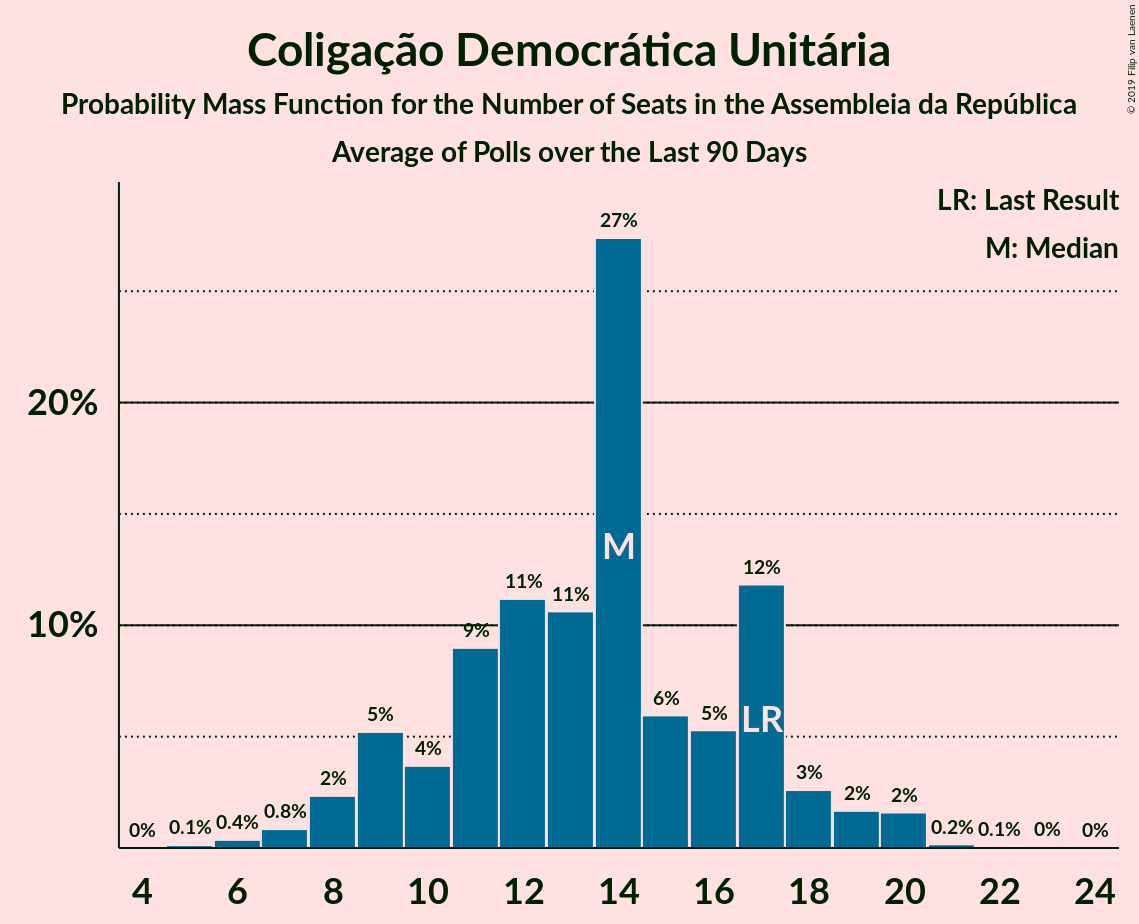 Coligação Democrática Unitária
Probability Mass Function for the Number of Seats in the Assembleia da República
Average of Polls over the Last 90 Days
© 2019 Filip van Laenen
LR: Last Result
M: Median
27%
20%
12%
11%
11%
10%
9%
6%
5%
5%
4%
3%
2%
2%
2%
0.8%
0.4%
0.2%
0.1%
0.1%
0%
0%
0%
M
LR
4 6 8 10 12 14 16 18 20 22 24